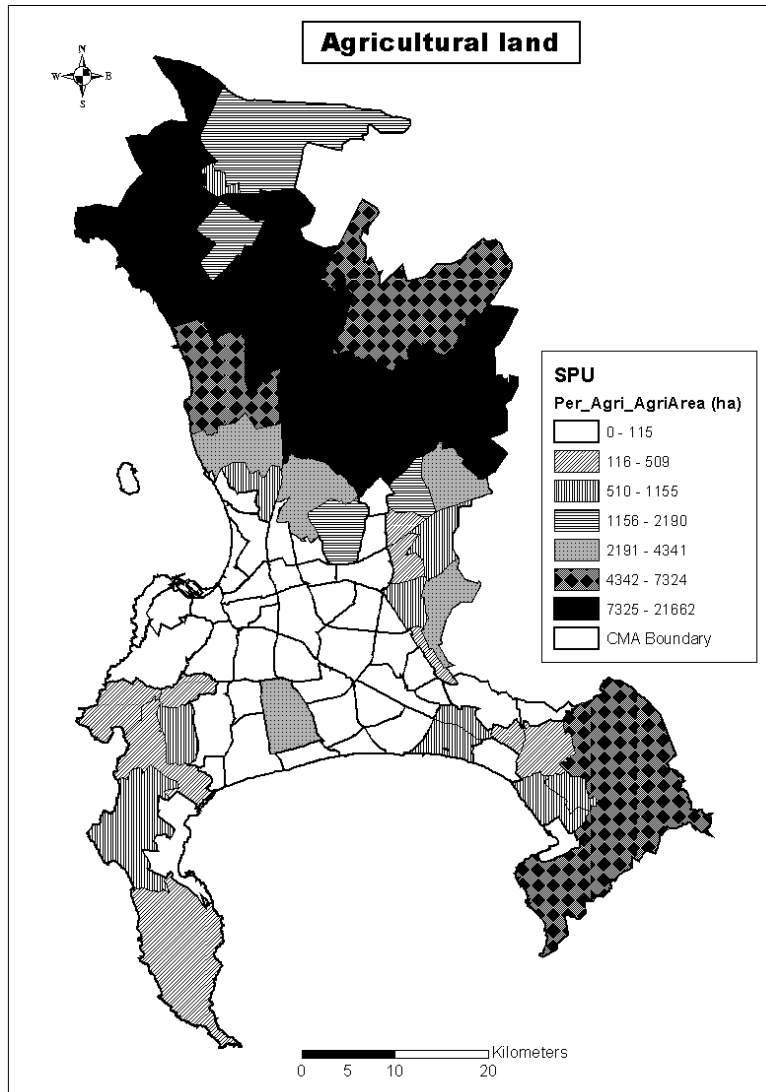 Agricultural land
N
W E
S
SPU
Per_Agri_AgriArea (ha)
0 - 115
116 - 509
510 - 1155
1156 - 2190
2191 - 4341
4342 - 7324
7325 - 21662
CMA Boundary
Kilometers
0 5 10 20